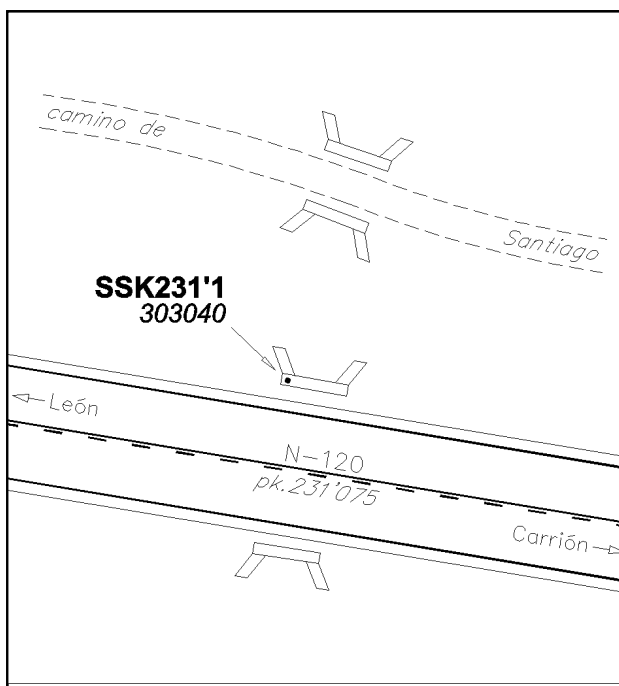 camino de
Santiago
SSK231'1
303040
León
N-120
pk.231'075
Carrión